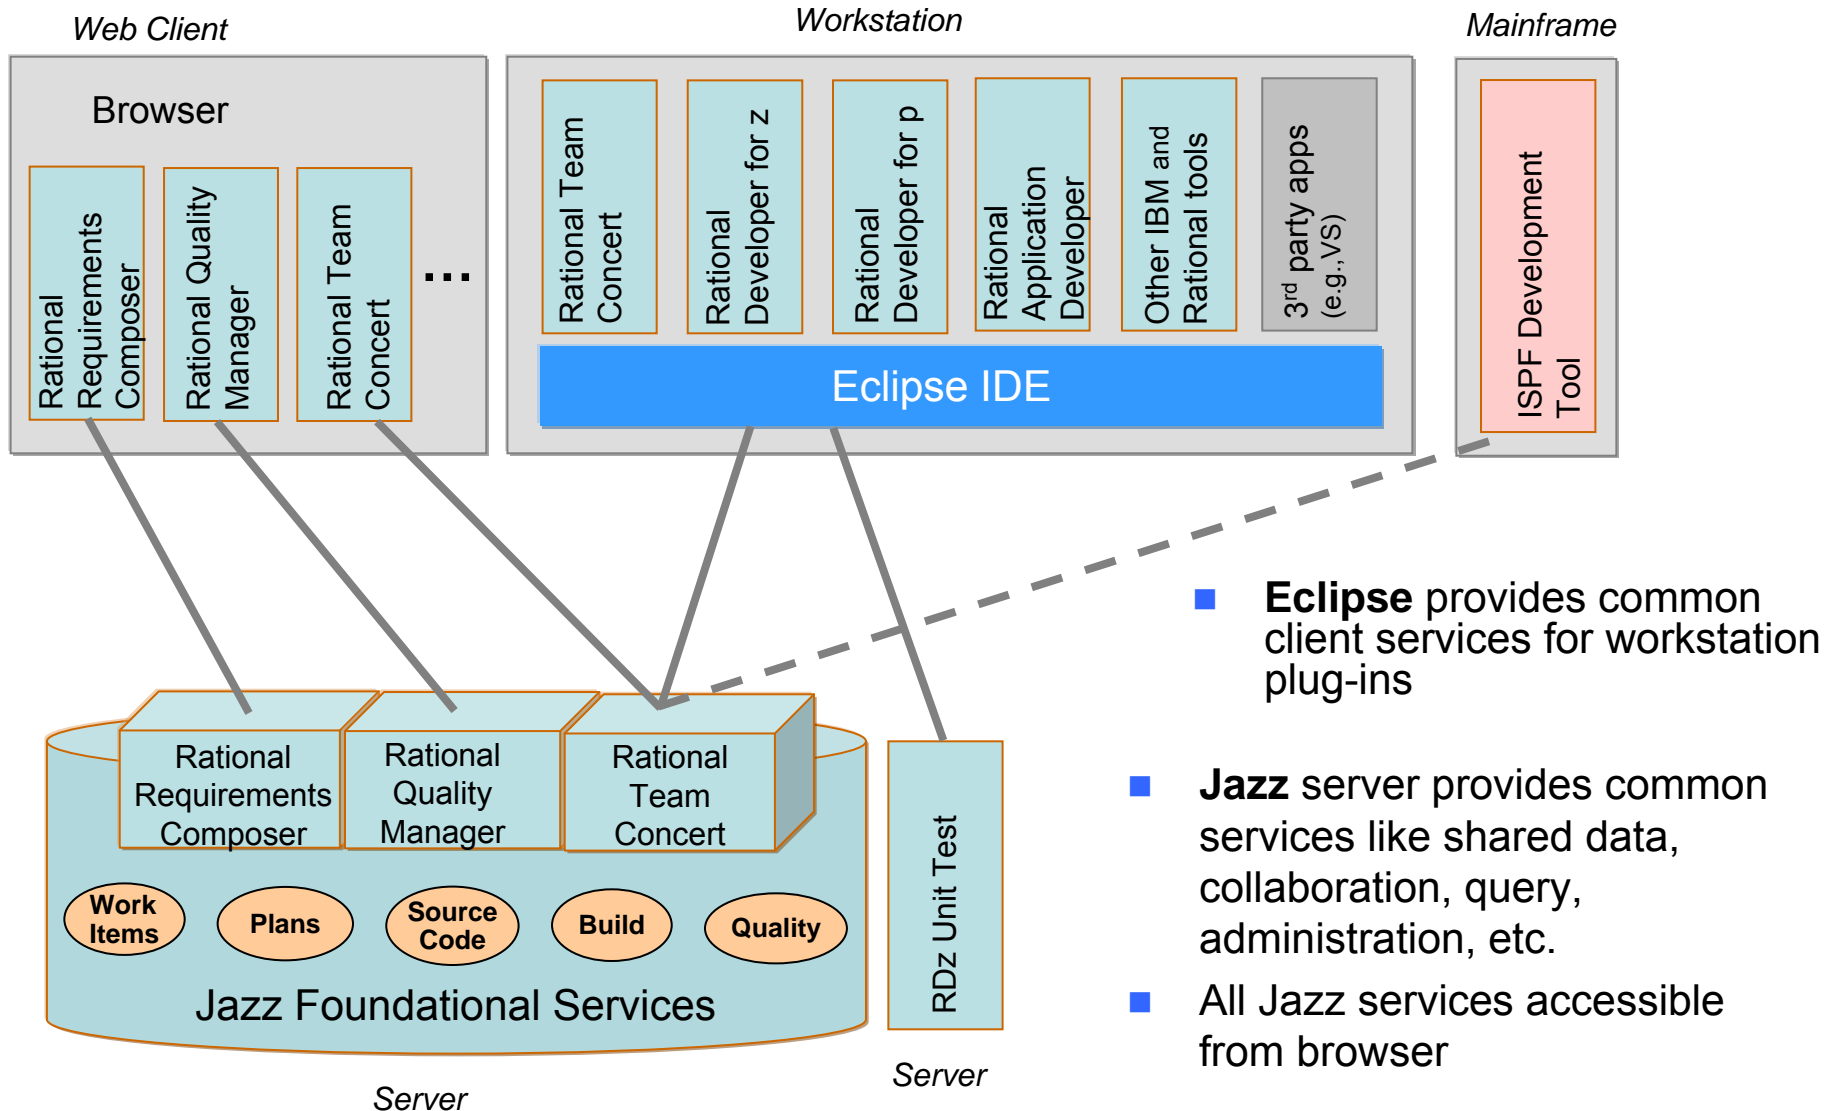 Web Client
Workstation
Mainframe
Browser
Rational
Requirements
Composer
Rational Quality
Manager
Rational Team
Concert
...
Rational Team
Concert
Rational
Developer for z
Rational
Developer for p
Rational
Application
Developer
Other IBM and
Rational tools
3rd party apps
(e.g.,VS)
ISPF Development
Tool
Eclipse IDE
Eclipse provides common
client services for workstation
plug-ins
Rational
Requirements
Composer
Rational
Quality
Manager
Rational
Team
Concert
Work
Items
Plans
Source
Code
Build
Quality
Jazz Foundational Services
RDz Unit Test
Jazz server provides common
services like shared data,
collaboration, query,
administration, etc.
All Jazz services accessible
from browser
Server
Server